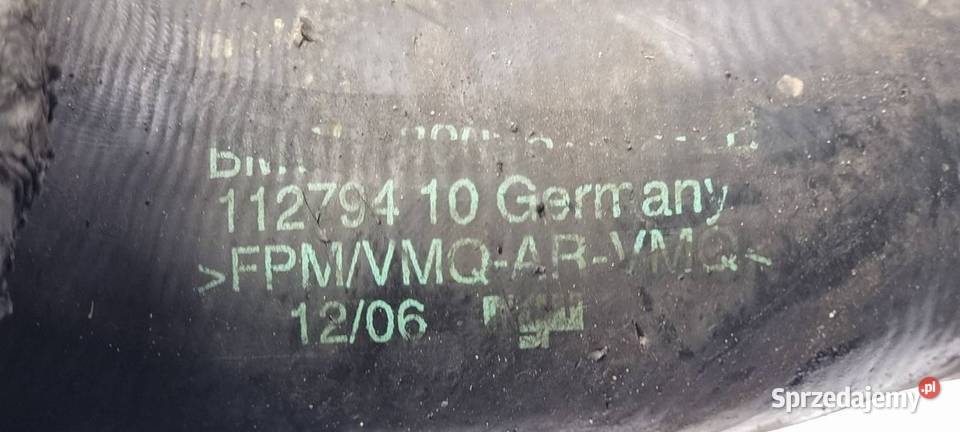 112794 10 Germany
>FPM/VMQ-AR-VMQ<
12/06
Sprzedajemy.pl